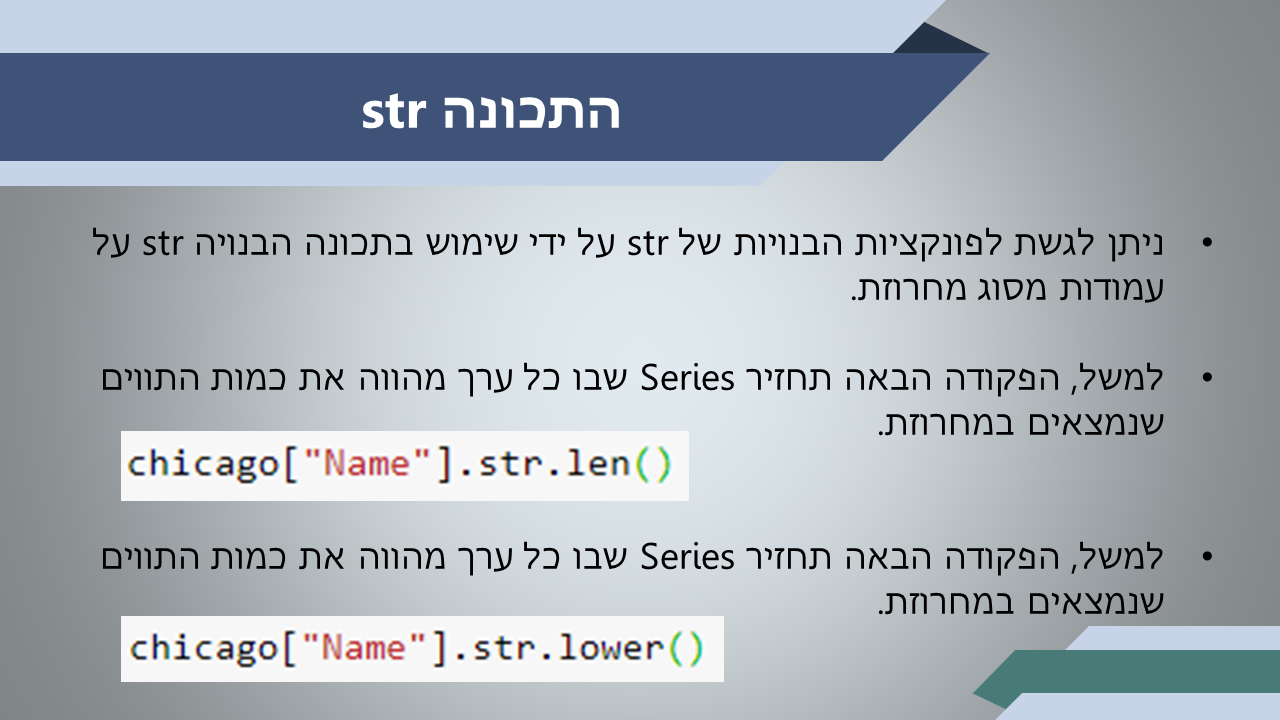 התכונה str
• ניתן לגשת לפונקציות הבנויות של str על ידי שימוש בתכונה הבנויה str על
עמודות מסוג מחרוזת.
• למשל, הפקודה הבאה תחזיר Series שבו כל ערך מהווה את כמות התווים
שנמצאים במחרוזת.
chicago["Name"].str.len()
• למשל, הפקודה הבאה תחזיר Series שבו כל ערך מהווה את כמות התווים
שנמצאים במחרוזת.
chicago["Name"].str.lower()